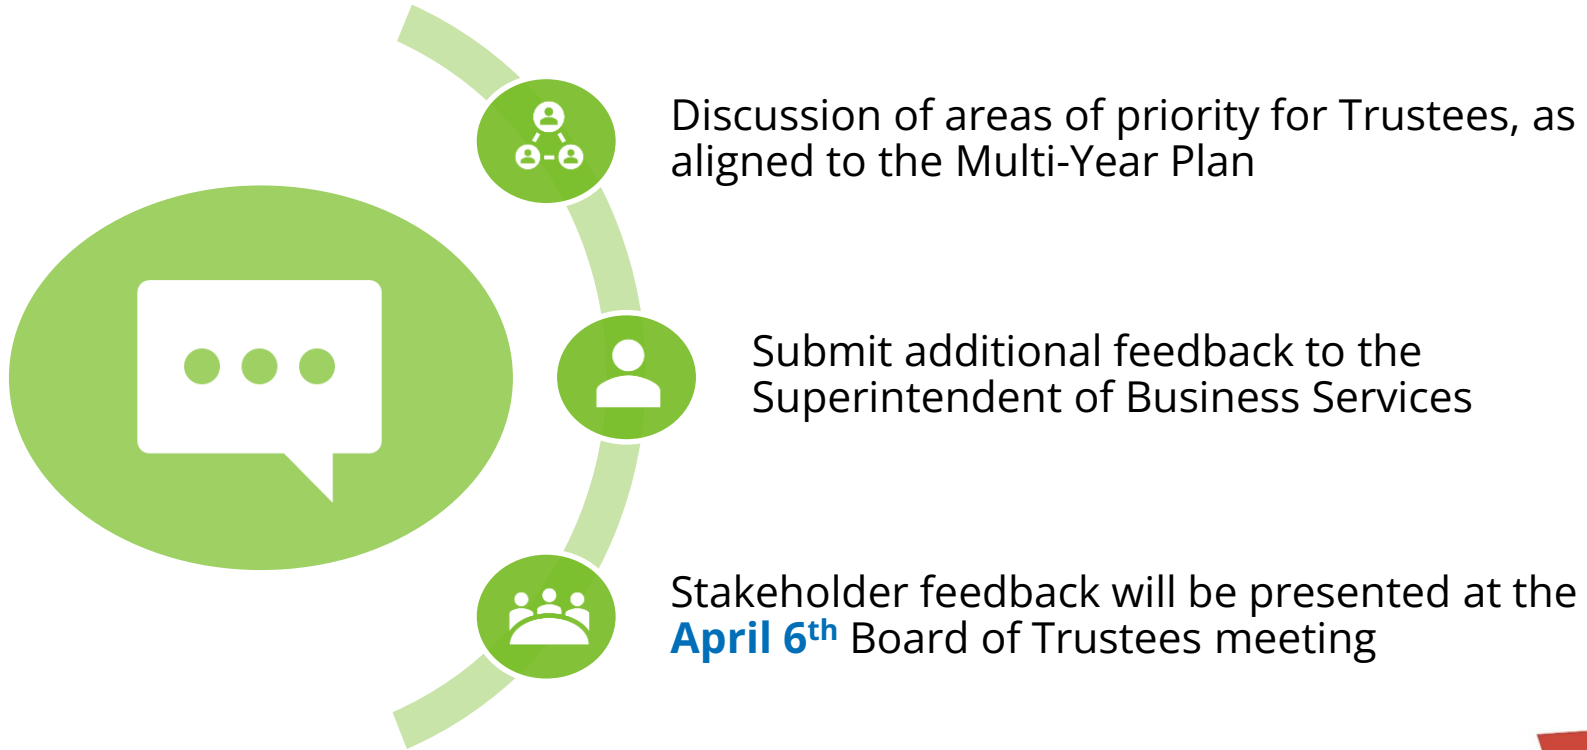 Discussion of areas of priority for Trustees, as
aligned to the Multi-Year Plan
Submit additional feedback to the
Superintendent of Business Services
Stakeholder feedback will be presented at the
April 6th Board of Trustees meeting